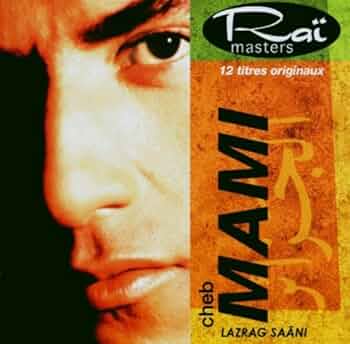 Raï
masters
12 titres originaux
cheb
MAMI
LAZRAG SAÂNI